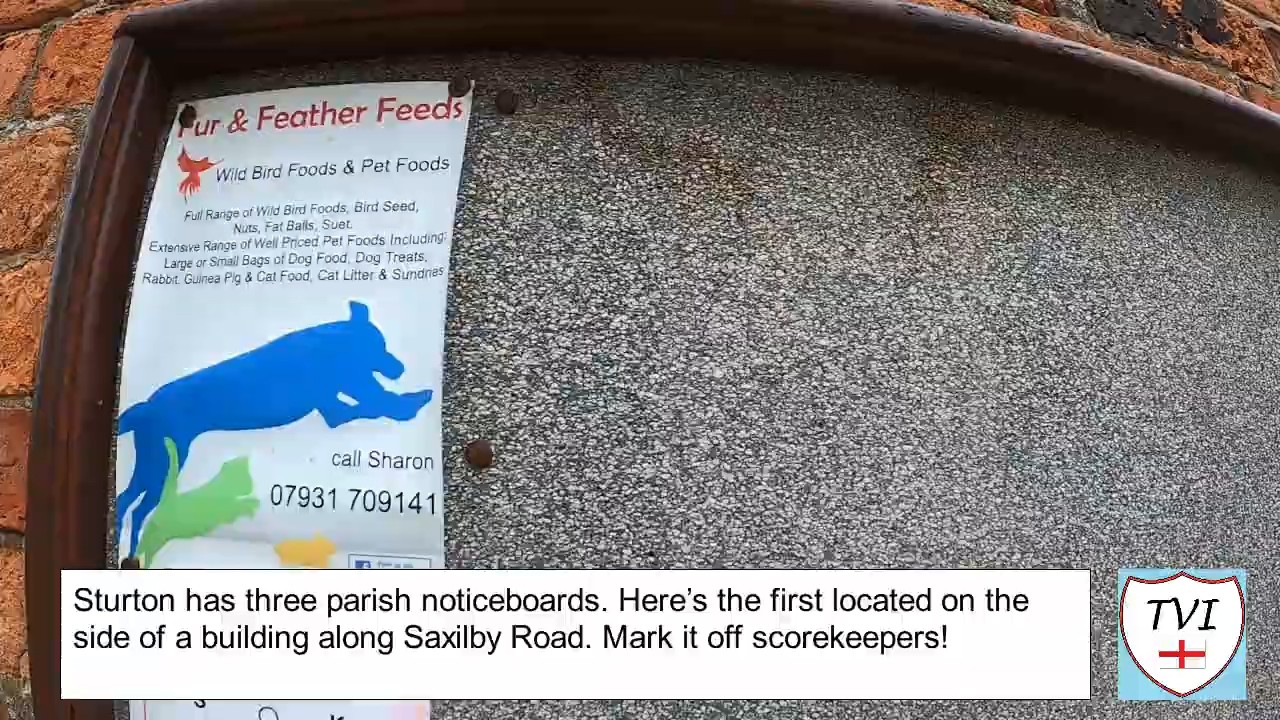 Fur & Feather Feeds
Wild Bird Foods & Pet Foods
Full Range of Wild Bird Foods, Bird Seed,
Nuts, Fat Balls, Suet.
Extensive Range of Well Priced Pet Foods Including:
Large or Small Bags of Dog Food, Dog Treats,
Rabbit, Guinea Pig & Cat Food, Cat Litter & Sundries
call Sharon
07931 709141
Sturton has three parish noticeboards. Here's the first located on the
side of a building along Saxilby Road. Mark it off scorekeepers!
TVI